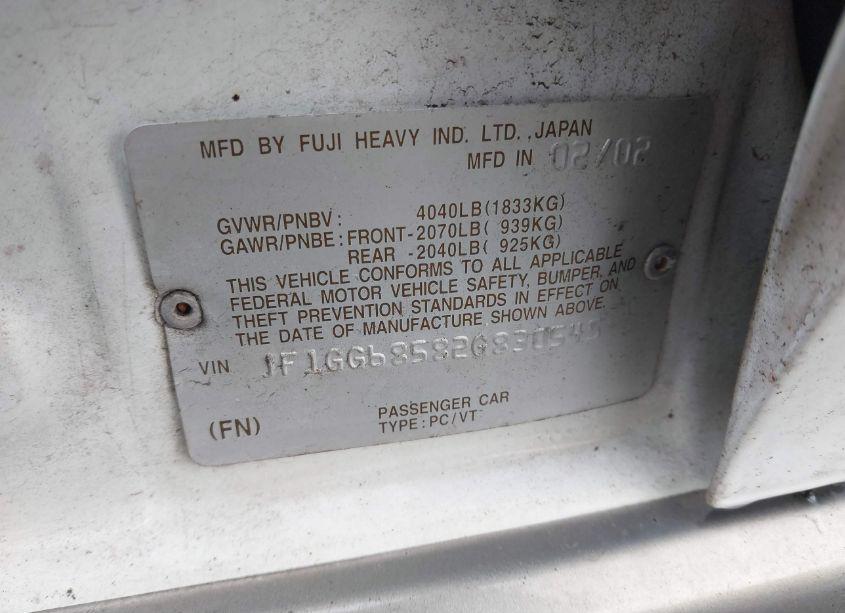 MFD BY FUJI HEAVY IND. LTD., JAPAN
MFD IN 02/02
GVWR/PNBV: 4040LB(1833KG)
GAWR/PNBE: FRONT-2070LB( 939KG)
REAR -2040LB( 925KG)
THIS VEHICLE CONFORMS TO ALL APPLICABLE
FEDERAL MOTOR VEHICLE SAFETY, BUMPER, AND
THEFT PREVENTION STANDARDS IN EFFECT ON
THE DATE OF MANUFACTURE SHOWN ABOVE.
VIN JF1GG68582G830545
(FN)
PASSENGER CAR
TYPE: PC/VT